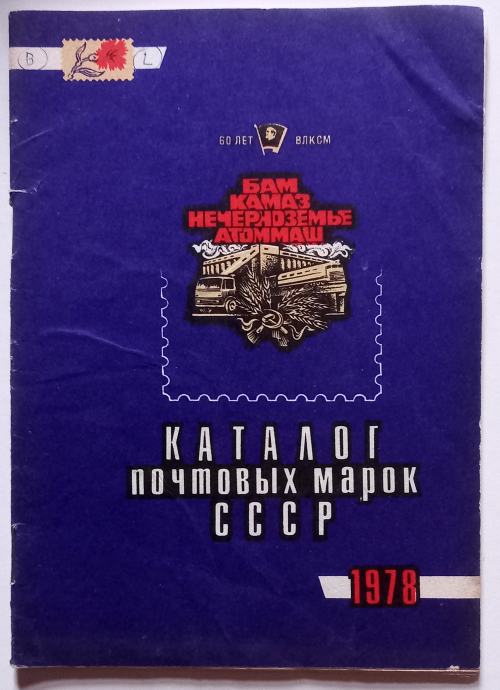 B L
60 ЛЕТ ВЛКСМ
БАМ
КАМАЗ
НЕЧЕРНОЗЕМЬЕ
АТОММАШ
КАТАЛОГ
почтовых марок
СССР
1978